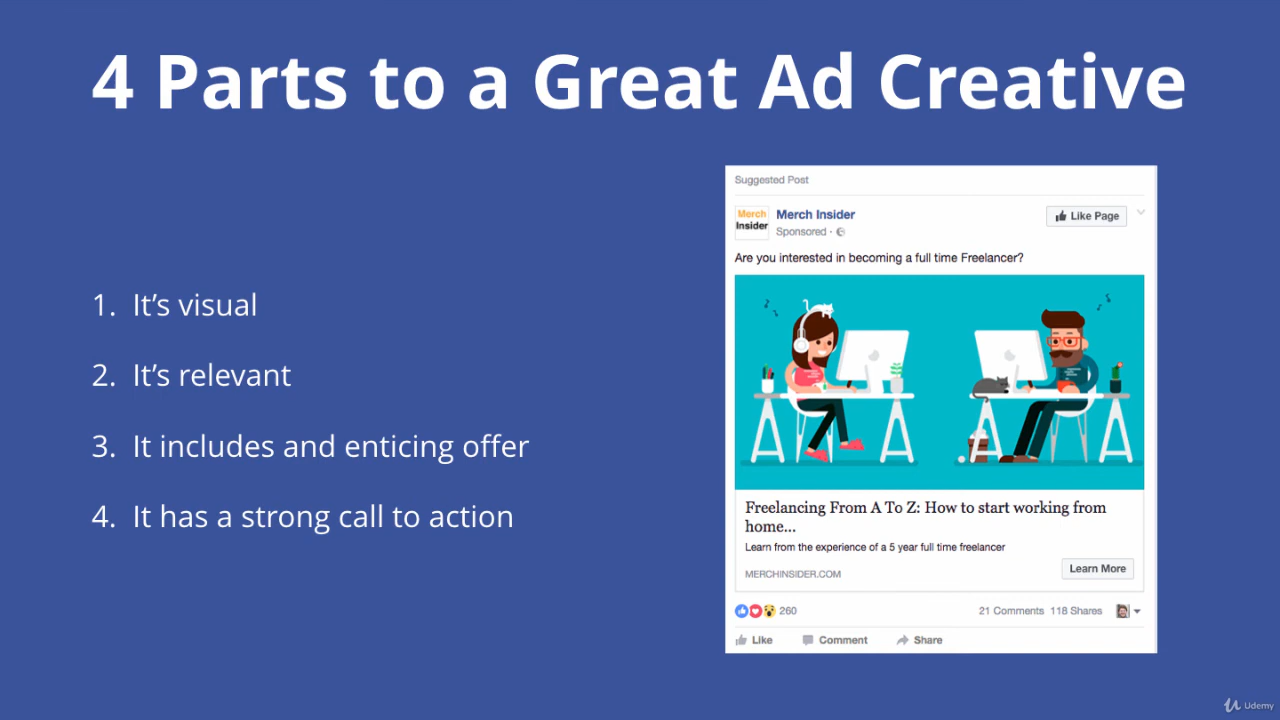 4 Parts to a Great Ad Creative
1. It's visual
2. It's relevant
3. It includes and enticing offer
4. It has a strong call to action
Suggested Post
Merch
Insider
Merch Insider
Sponsored ·
Like Page
Are you interested in becoming a full time Freelancer?
Freelancing From A To Z: How to start working from
home...
Learn from the experience of a 5 year full time freelancer
MERCHINSIDER.COM
Learn More
260
21 Comments 118 Shares
Like Comment Share
Udemy